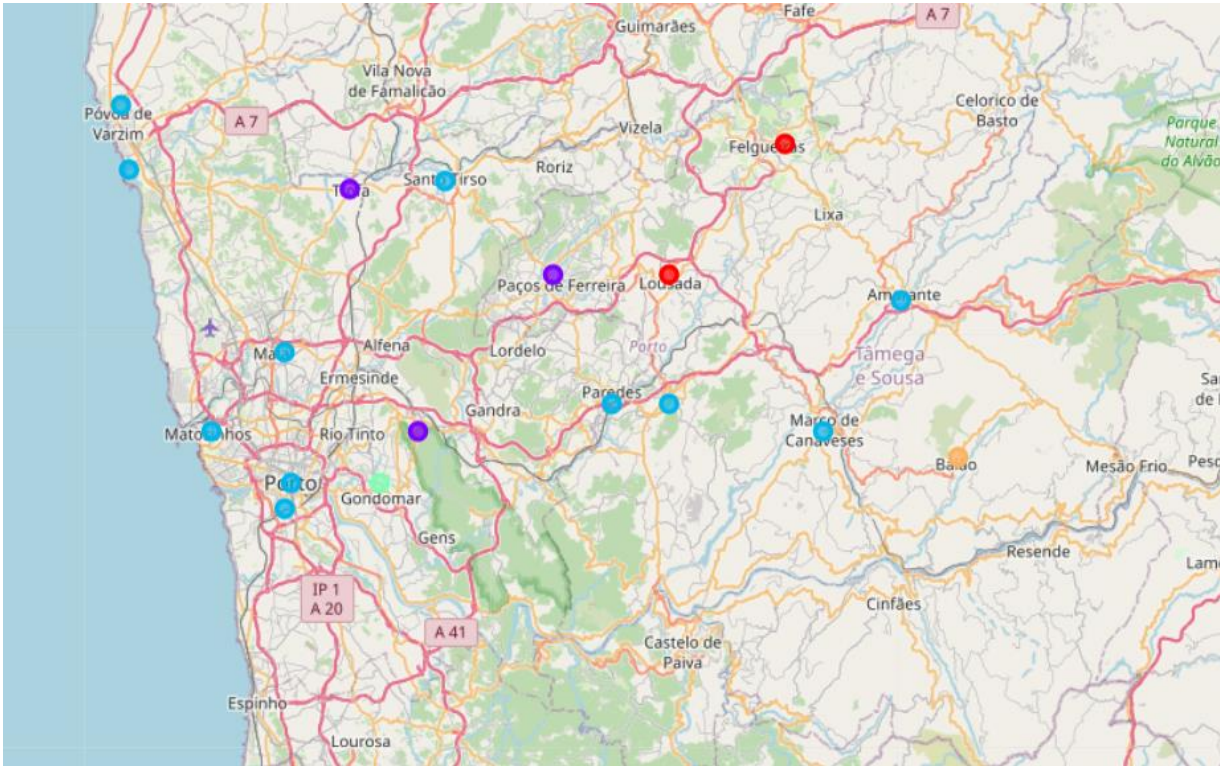 Fafe
A 7
Guimarães
Vila Nova
de Famalicão
Celorico de
Basto
Póvoa de
Varzim
A 7
Vizela
Parque
Natural
do Alvão
Felgueiras
Roriz
Santo Tirso
Trofa
Lixa
Paços de Ferreira
Lousada
Amarante
Alfena
Lordelo
Porto
Maia
Tâmega
e Sousa
Ermesinde
Paredes
Gandra
Marco de
Canaveses
Matosinhos
Rio Tinto
Baião
Mesão Frio
Porto
Gondomar
Gens
Resende
IP 1
A 20
Cinfães
A 41
Castelo de
Paiva
Espinho
Lourosa